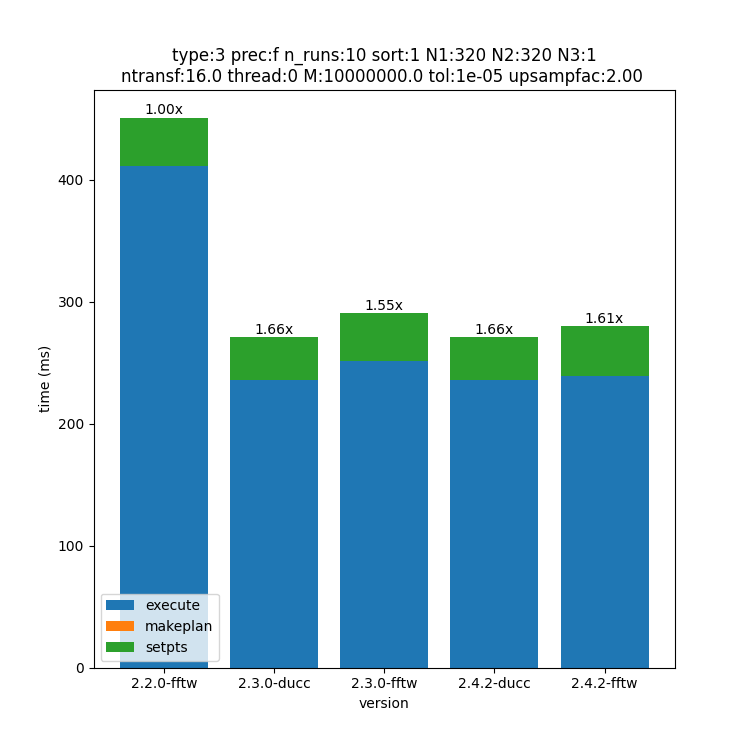 type:3 prec:f n_runs:10 sort:1 N1:320 N2:320 N3:1
ntransf:16.0 thread:0 M:10000000.0 tol:1e-05 upsampfac:2.00
1.00x
1.66x
1.55x
1.66x
1.61x
400
300
200
100
0
time (ms)
execute
makeplan
setpts
2.2.0-fftw
2.3.0-ducc
2.3.0-fftw
2.4.2-ducc
2.4.2-fftw
version